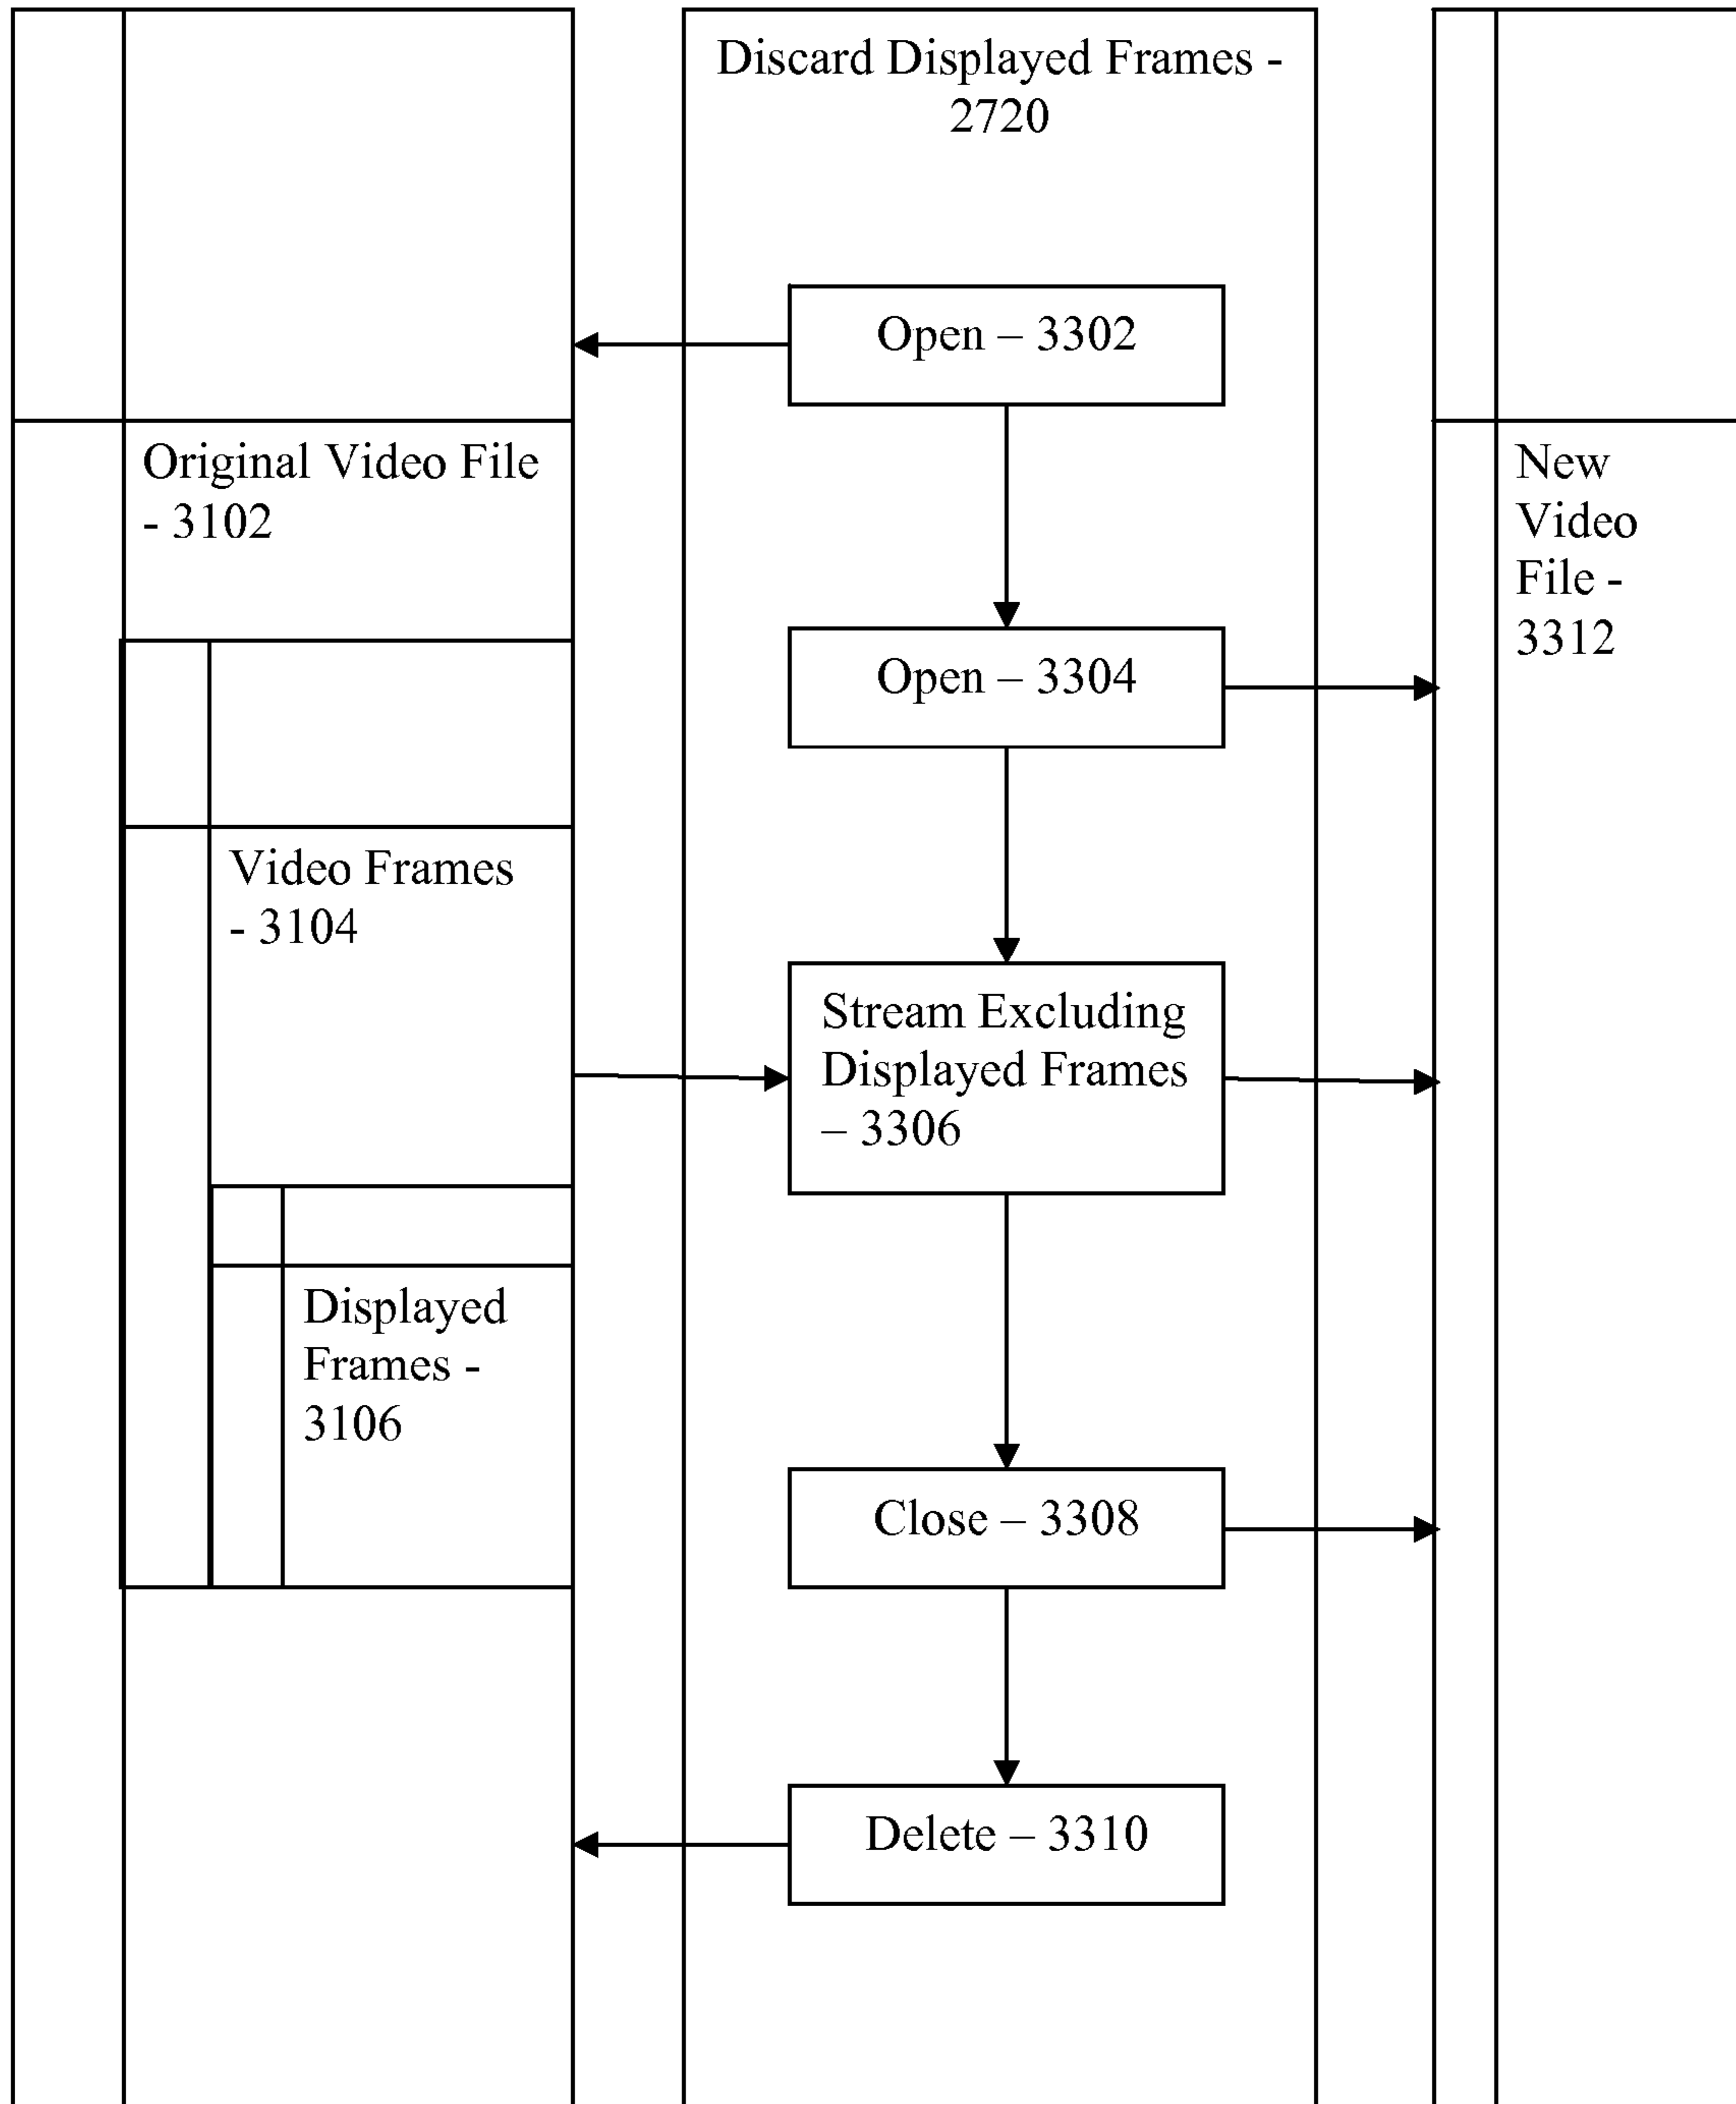 Discard Displayed Frames -
2720
Open – 3302
Original Video File
- 3102
New
Video
File -
3312
Open – 3304
Video Frames
- 3104
Stream Excluding
Displayed Frames
– 3306
Displayed
Frames -
3106
Close – 3308
Delete – 3310